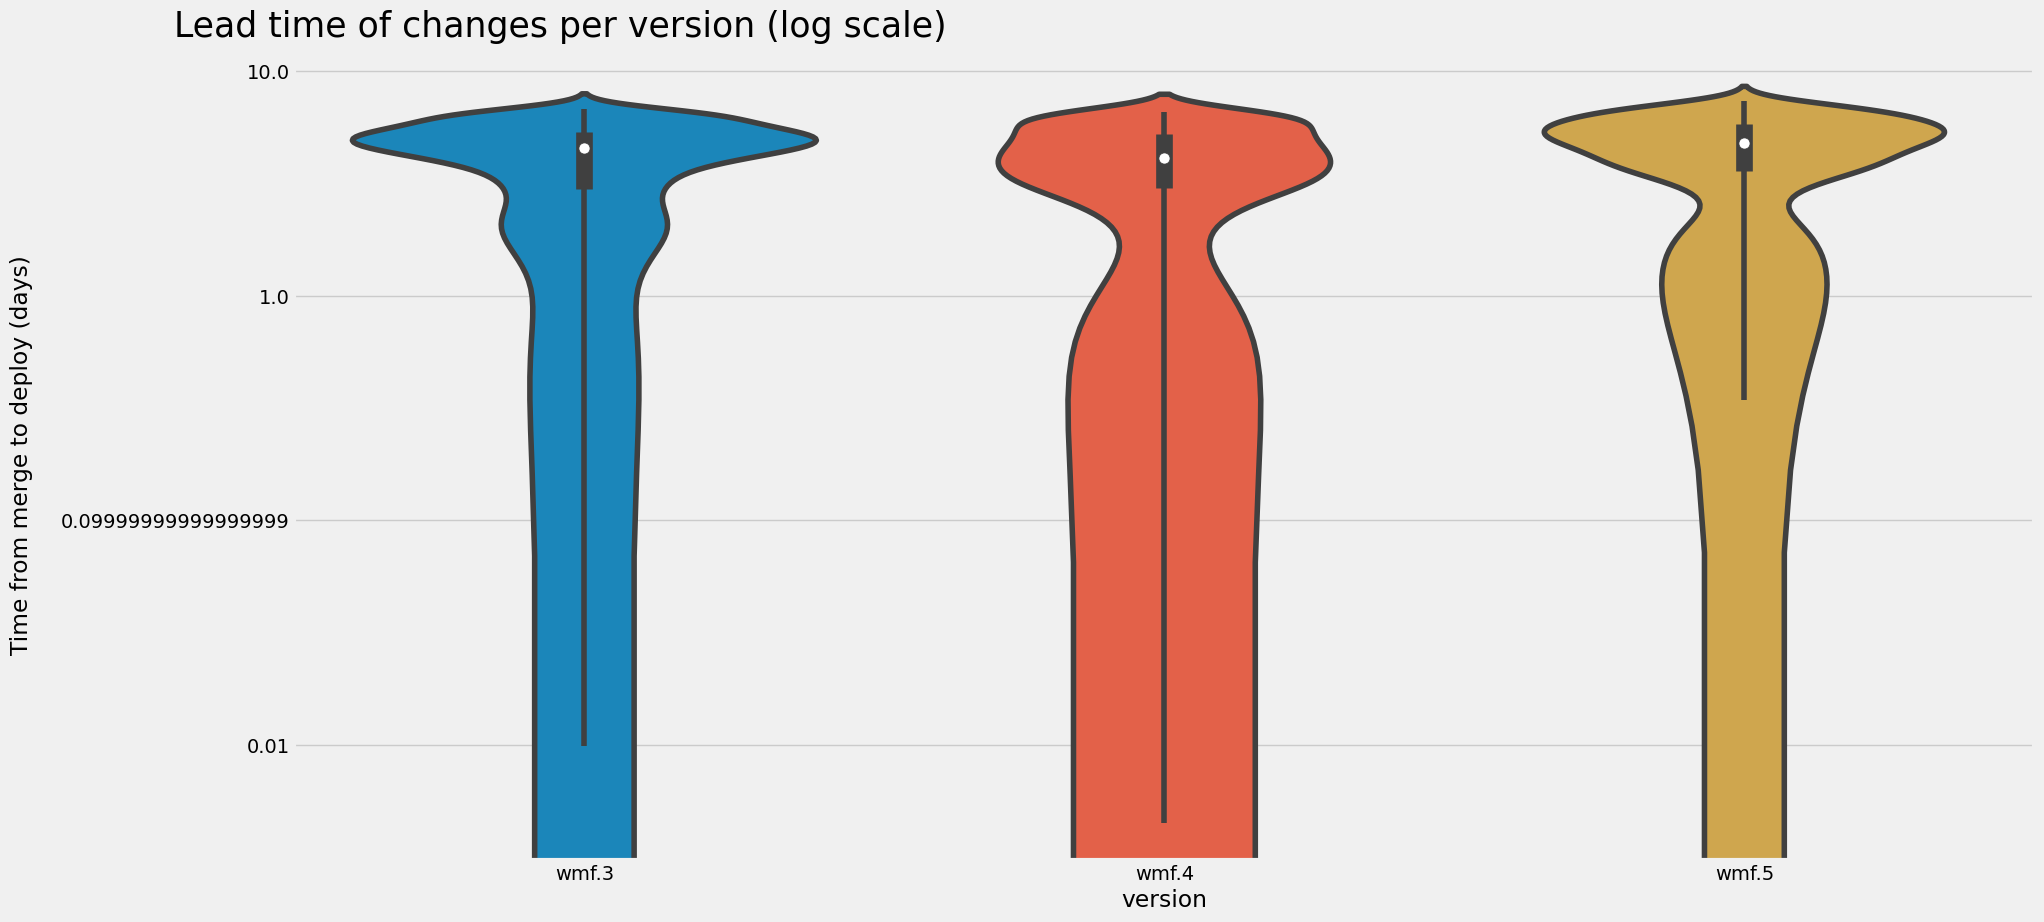 Lead time of changes per version (log scale)
Time from merge to deploy (days)
10.0
1.0
0.09999999999999999
0.01
wmf.3
wmf.4
wmf.5
version